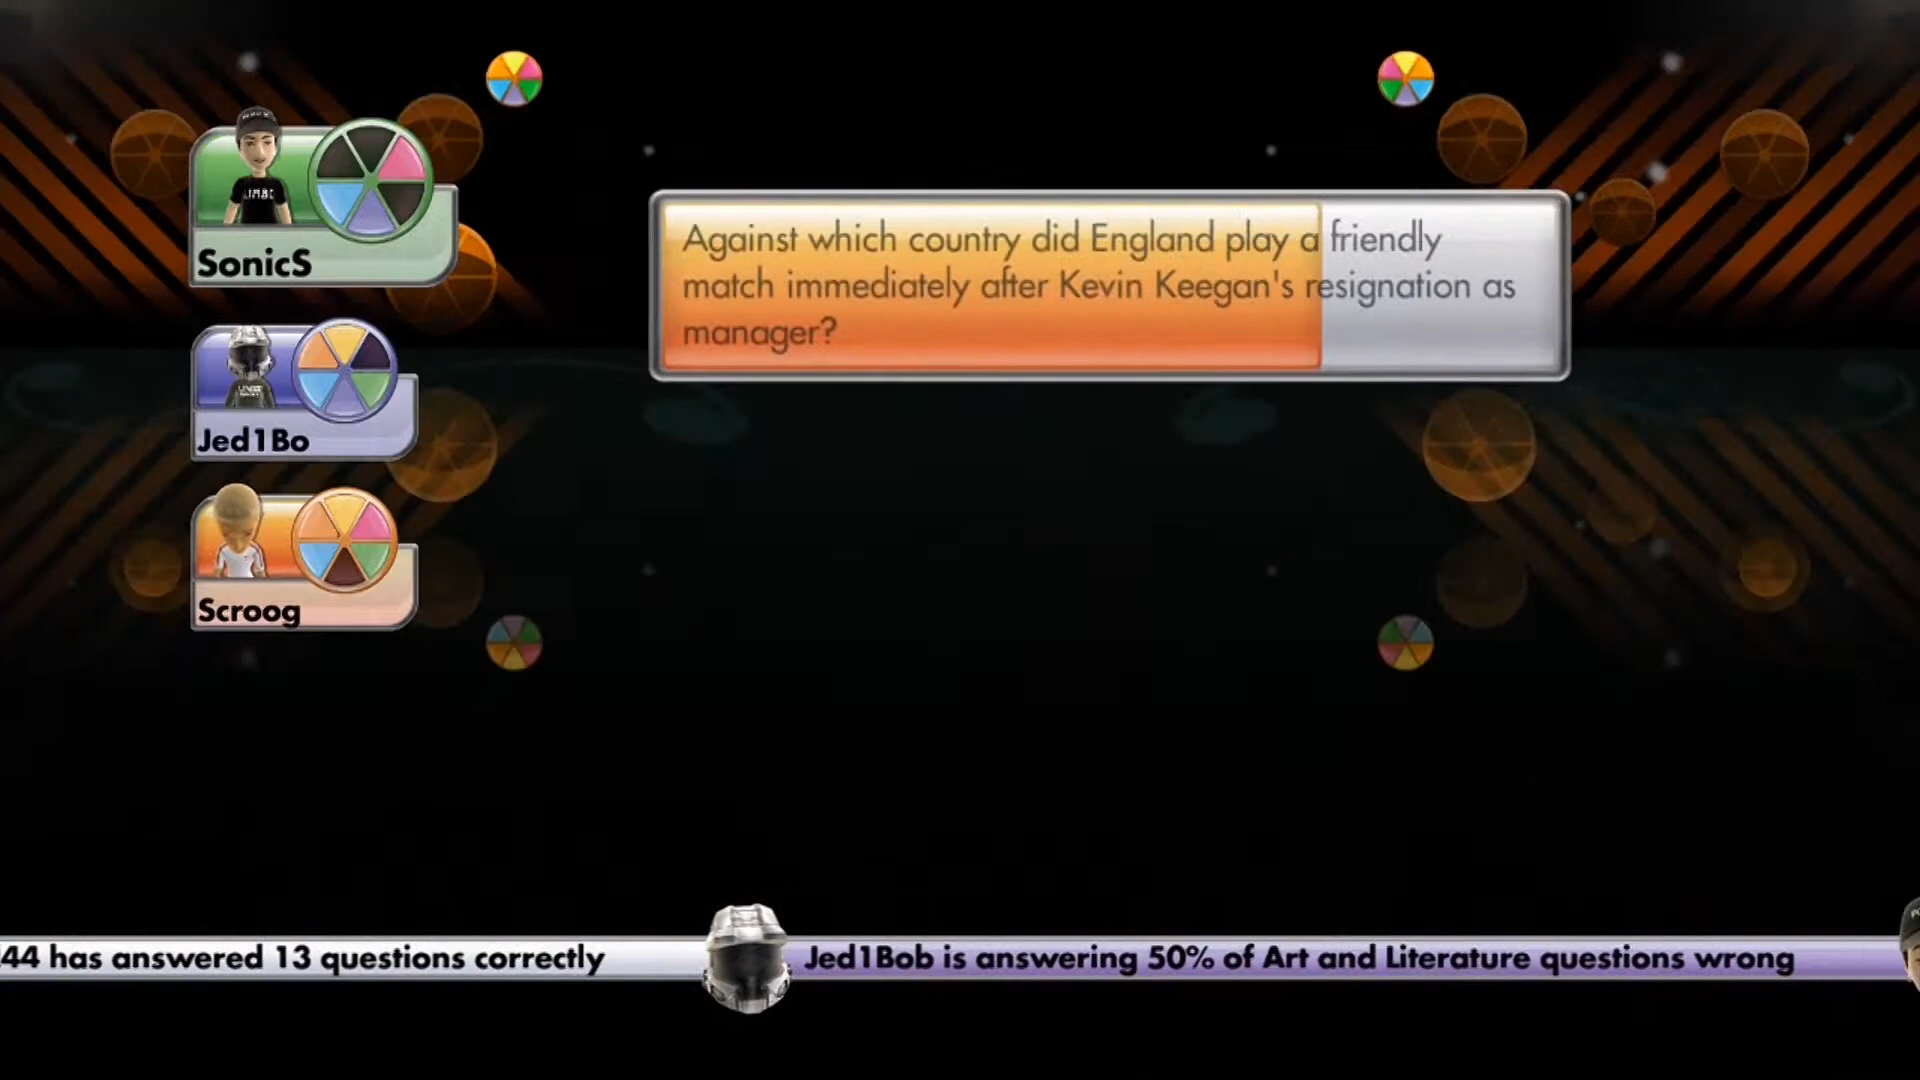 SonicS
Against which country did England play a friendly
match immediately after Kevin Keegan's resignation as
manager?
Jed1Bo
Scroog
44 has answered 13 questions correctly
Jed1Bob is answering 50% of Art and Literature questions wrong